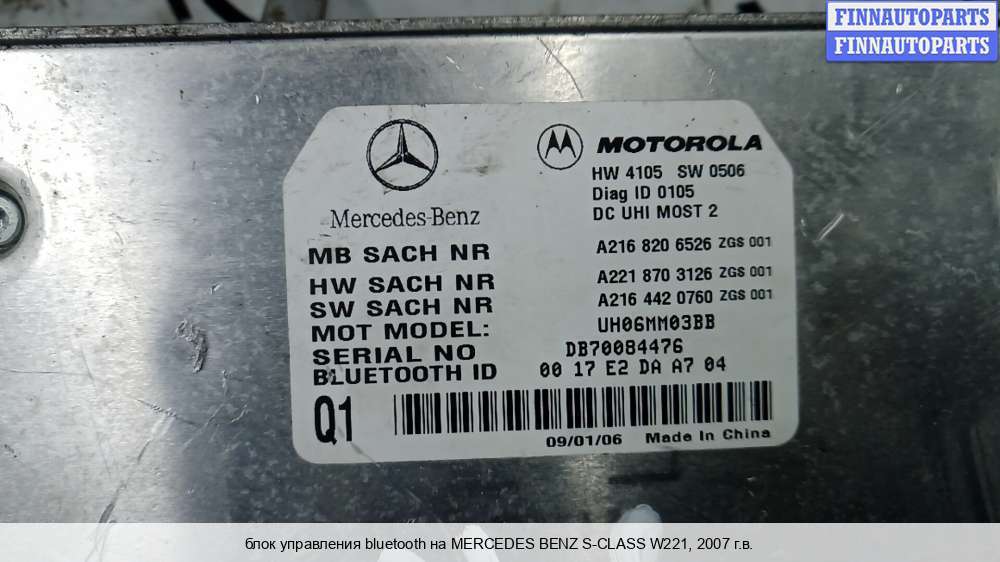 FINNAUTOPARTS
FINNAUTOPARTS
MOTOROLA
HW 4105 SW 0506
Diag ID 0105
DC UHI MOST 2
Mercedes-Benz
MB SACH NR A216 820 6526 ZGS 001
HW SACH NR A221 870 3126 ZGS 001
SW SACH NR A216 442 0760 ZGS 001
MOT MODEL: UH06MM03BB
SERIAL NO DB70084476
BLUETOOTH ID 00 17 E2 DA A7 04
Q1
09/01/06 Made In China
блок управления bluetooth на MERCEDES BENZ S-CLASS W221, 2007 г.в.